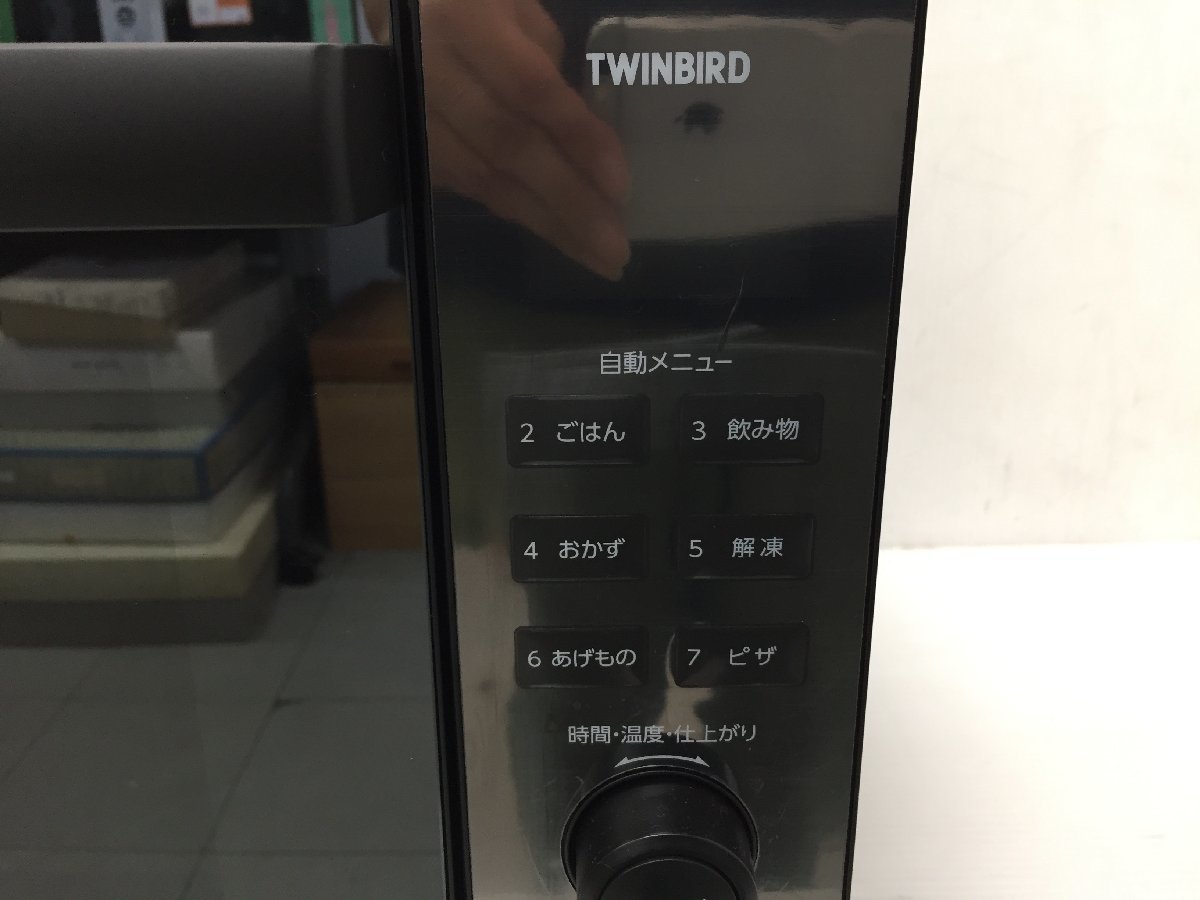 TWINBIRD
自動メニュー
2 ごはん
3 飲み物
4 おかず
5 解凍
6 あげもの
7 ピザ
時間・温度・仕上がり